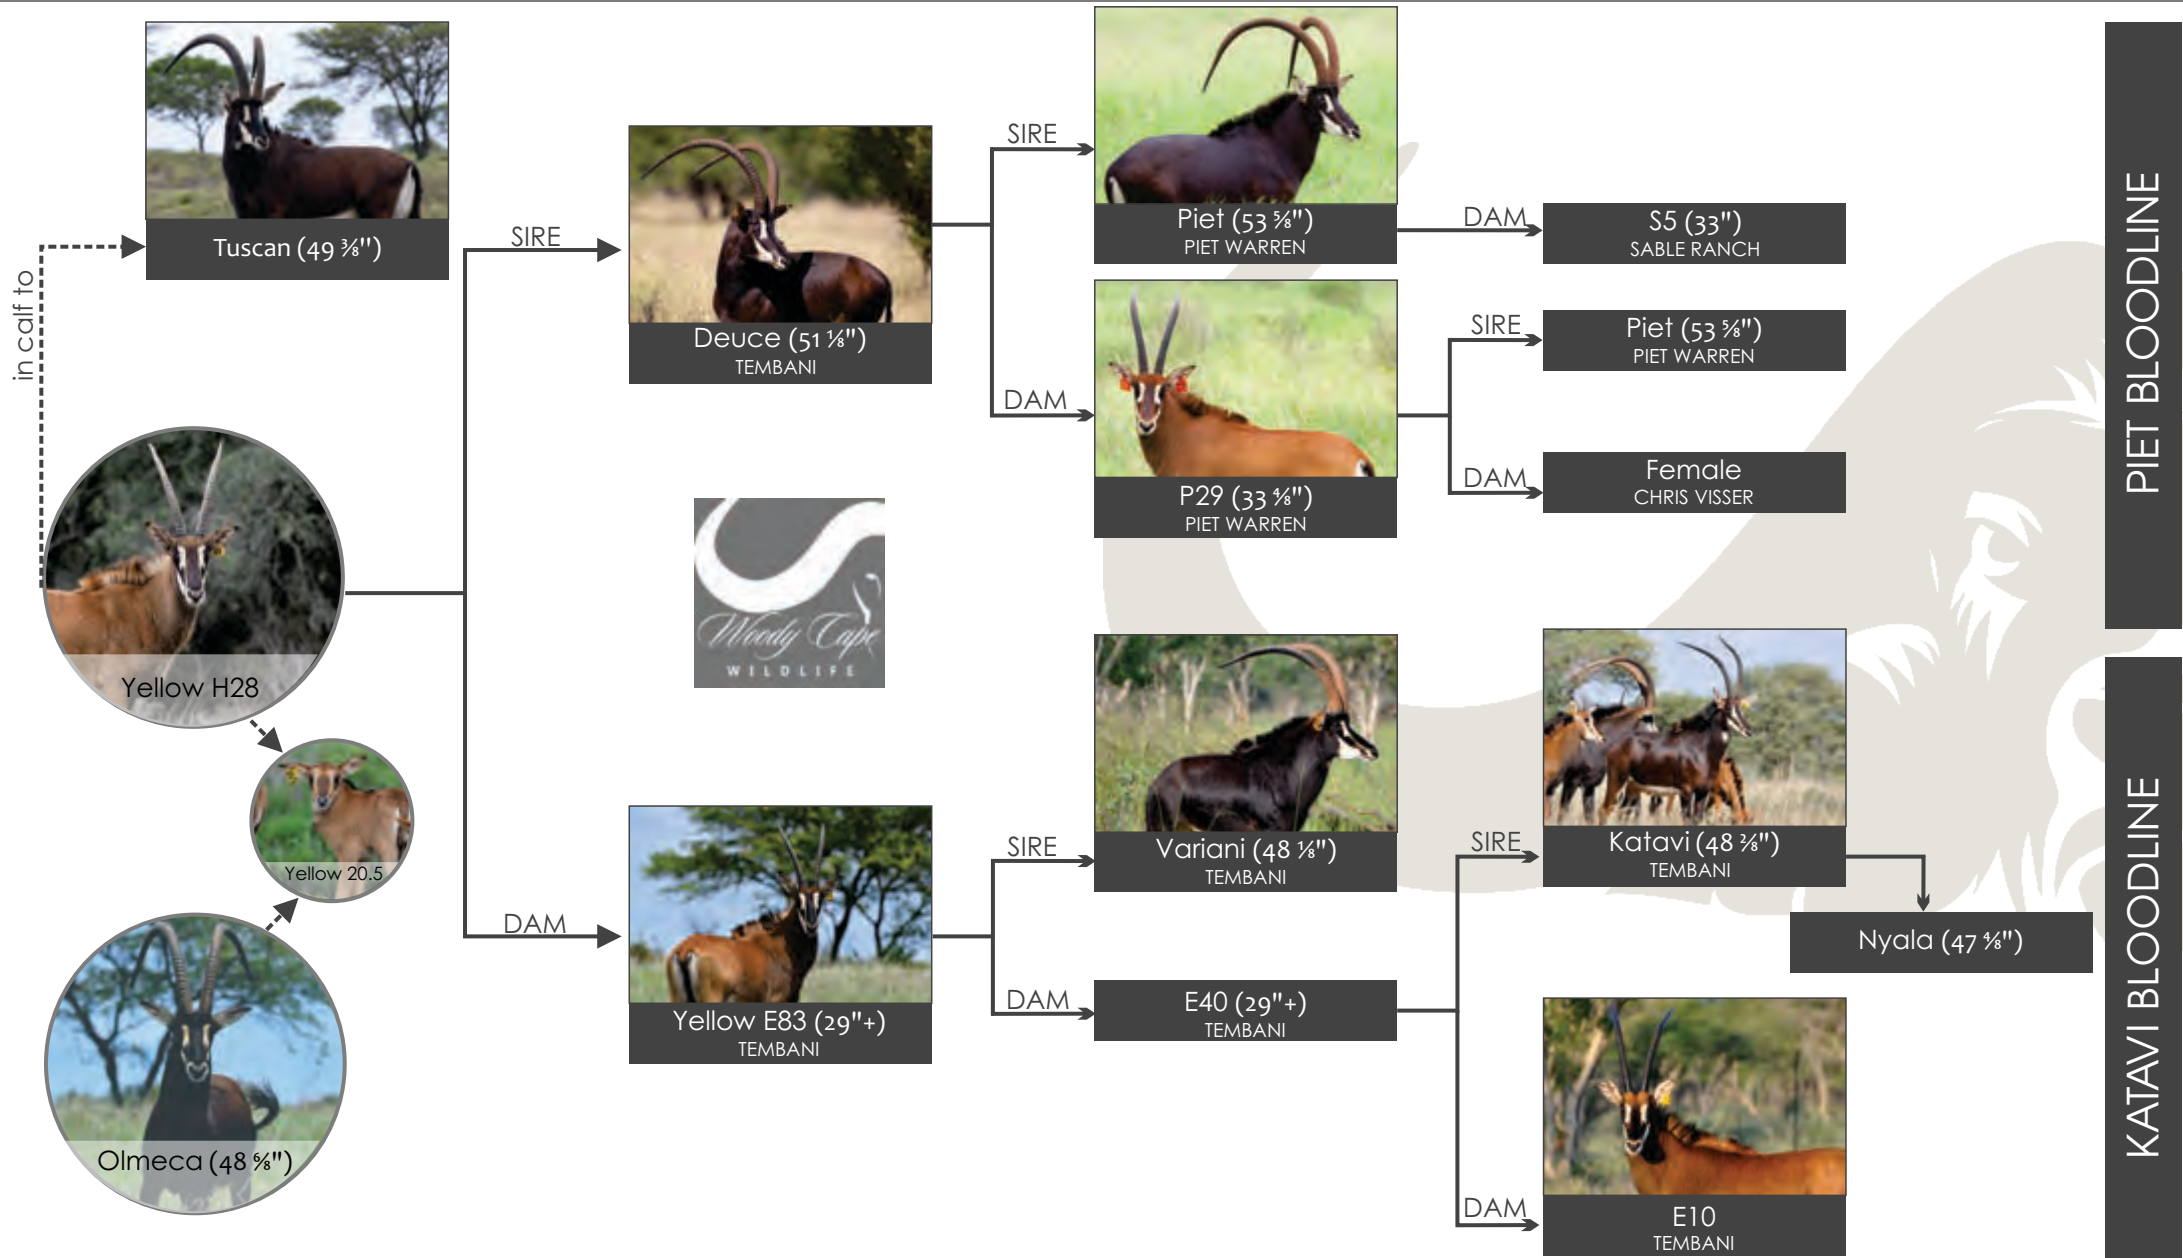 Tuscan (49 ⅜")
in calf to
Yellow H28
Yellow 20.5
Olmeca (48 ⁶⁄₈")
SIRE
Deuce (51 ⅛")
TEMBANI
DAM
Yellow E83 (29"+)
TEMBANI
Woody Cape
WILDLIFE
SIRE
Piet (53 ⅝")
PIET WARREN
DAM
S5 (33")
SABLE RANCH
DAM
P29 (33 ⁴⁄₈")
PIET WARREN
SIRE
Piet (53 ⅝")
PIET WARREN
DAM
Female
CHRIS VISSER
SIRE
Variani (48 ⅛")
TEMBANI
DAM
E40 (29"+)
TEMBANI
SIRE
Katavi (48 ²⁄₈")
TEMBANI
Nyala (47 ⁴⁄₈")
DAM
E10
TEMBANI
PIET BLOODLINE
KATAVI BLOODLINE